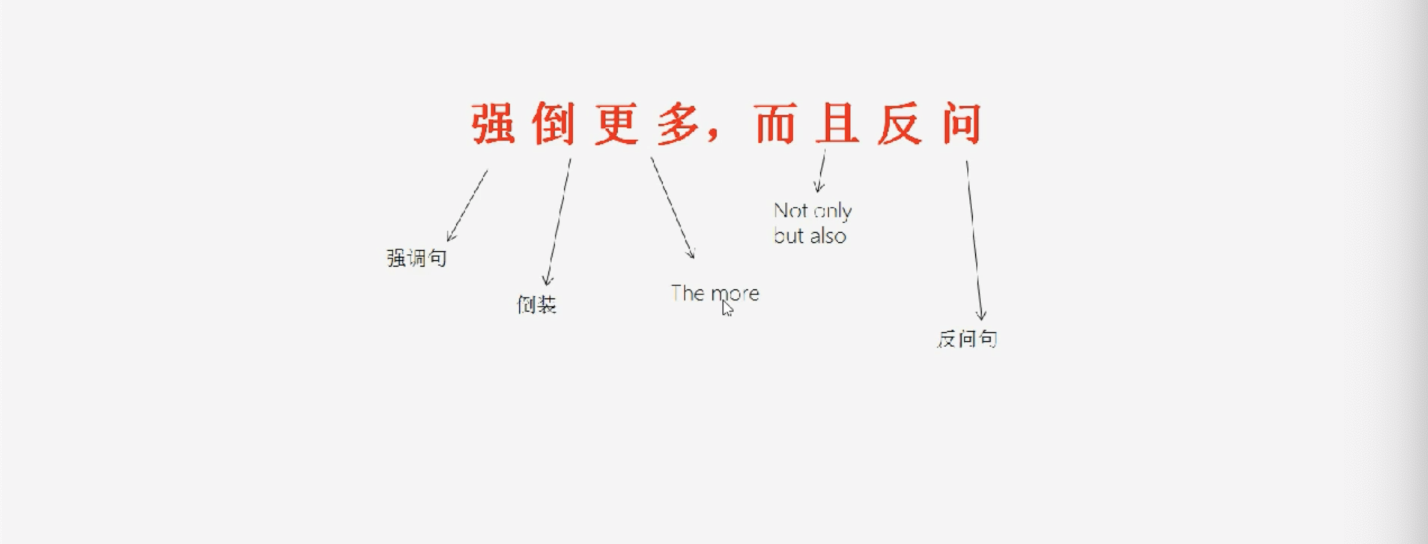 强倒更多，而且反问
Not only
but also
强调句
The more
倒装
反问句